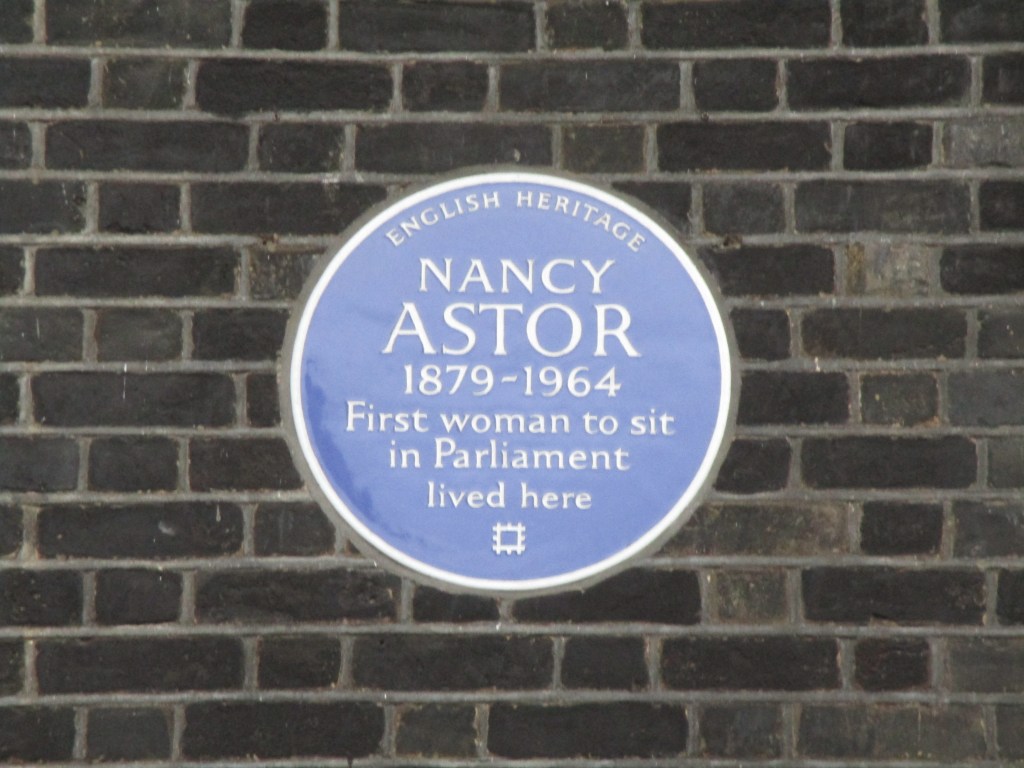 ENGLISH HERITAGE
NANCY
ASTOR
1879-1964
First woman to sit
in Parliament
lived here